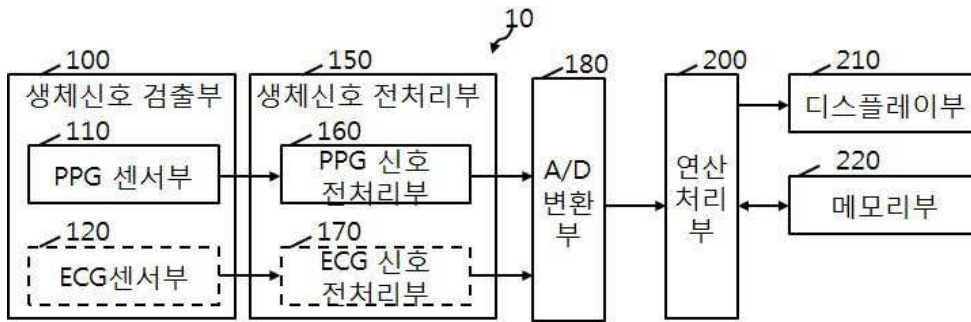 10
100
생체신호 검출부
110
PPG 센서부
120
ECG센서부
150
생체신호 전처리부
160
PPG 신호
전처리부
170
ECG 신호
전처리부
180
A/D
변환
부
200
연산
처리
부
210
디스플레이부
220
메모리부